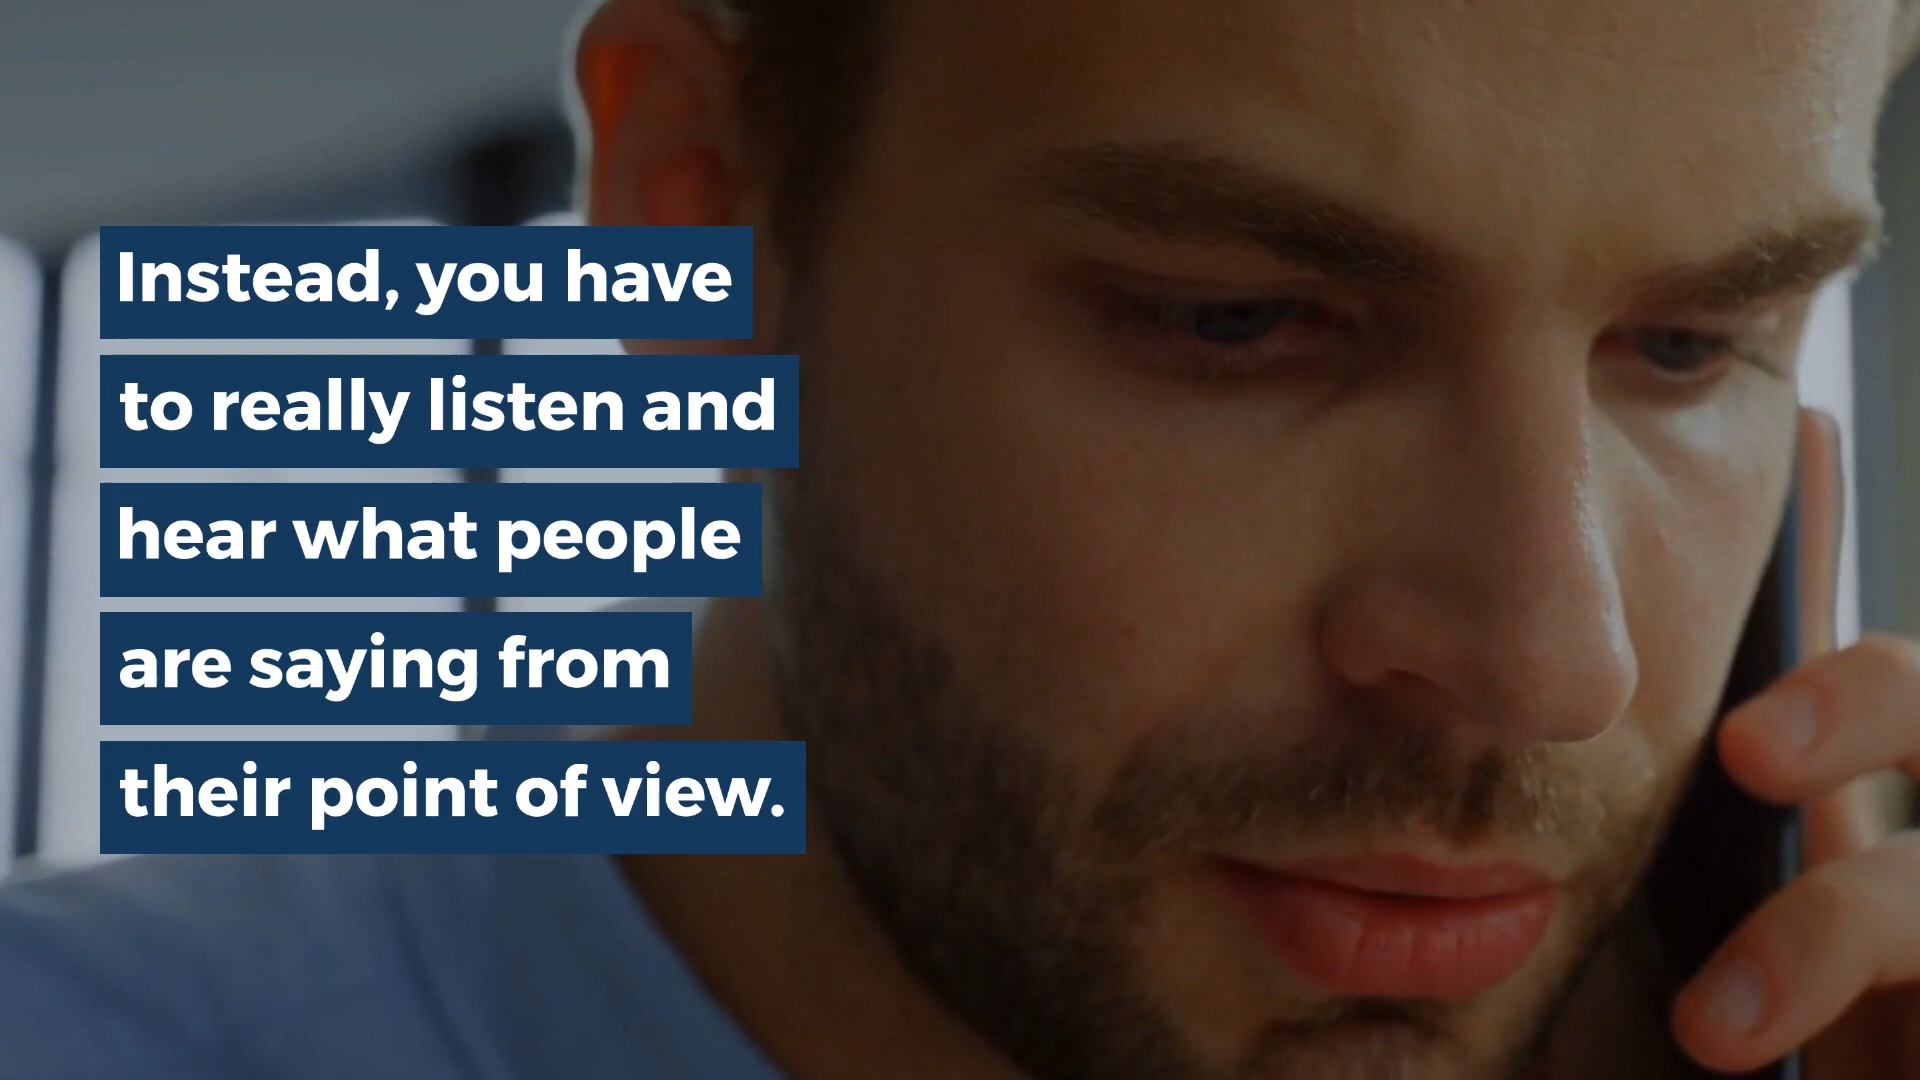 Instead, you have
to really listen and
hear what people
are saying from
their point of view.